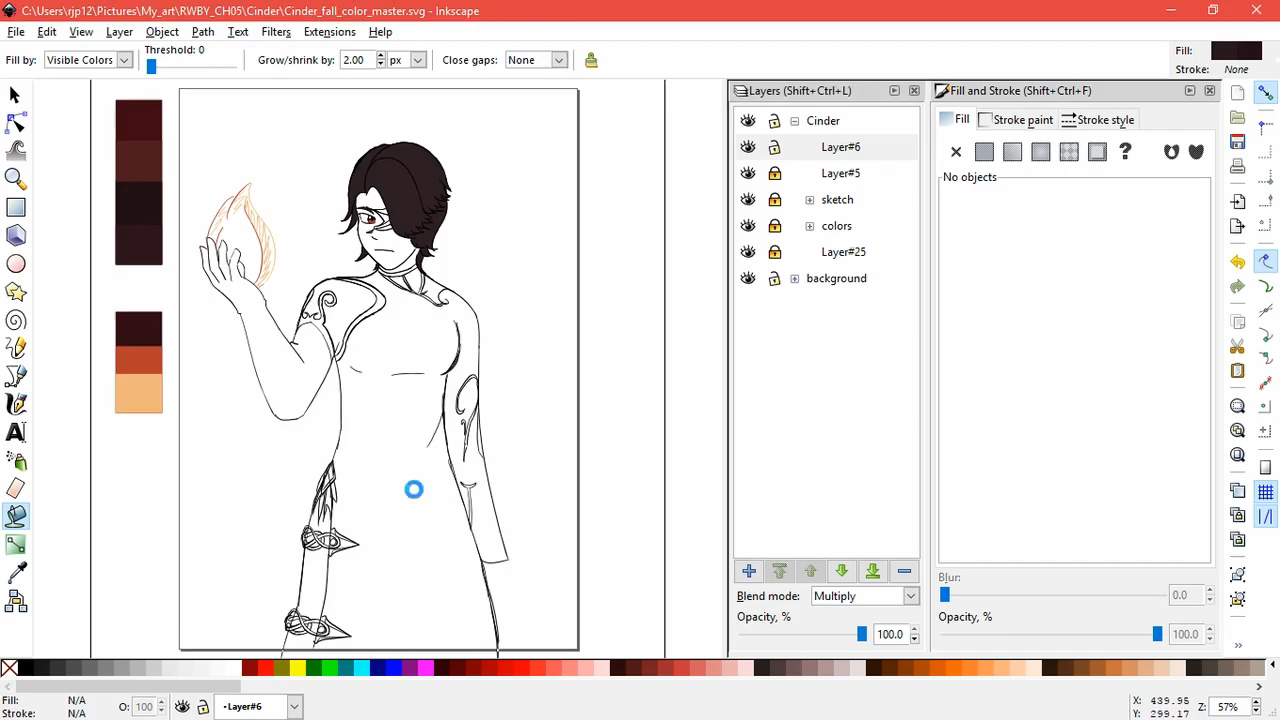 C:\Users\rjp12\Pictures\My_art\RWBY_CH05\Cinder\Cinder_fall_color_master.svg - Inkscape
File Edit View Layer Object Path Text Filters Extensions Help
Fill by: Visible Colors Threshold: 0 Grow/shrink by: 2.00 px Close gaps: None Fill:
Stroke: None
Layers (Shift+Ctrl+L) Fill and Stroke (Shift+Ctrl+F)
Cinder Fill Stroke paint Stroke style
Layer#6
Layer#5 No objects
sketch
colors
Layer#25
background
Blend mode: Multiply Blur: 0.0
Opacity, % 100.0 Opacity, % 100.0
Fill: N/A O: 100 Layer#6 X: 439.95 Z: 57%
Stroke: N/A Y: 299.17